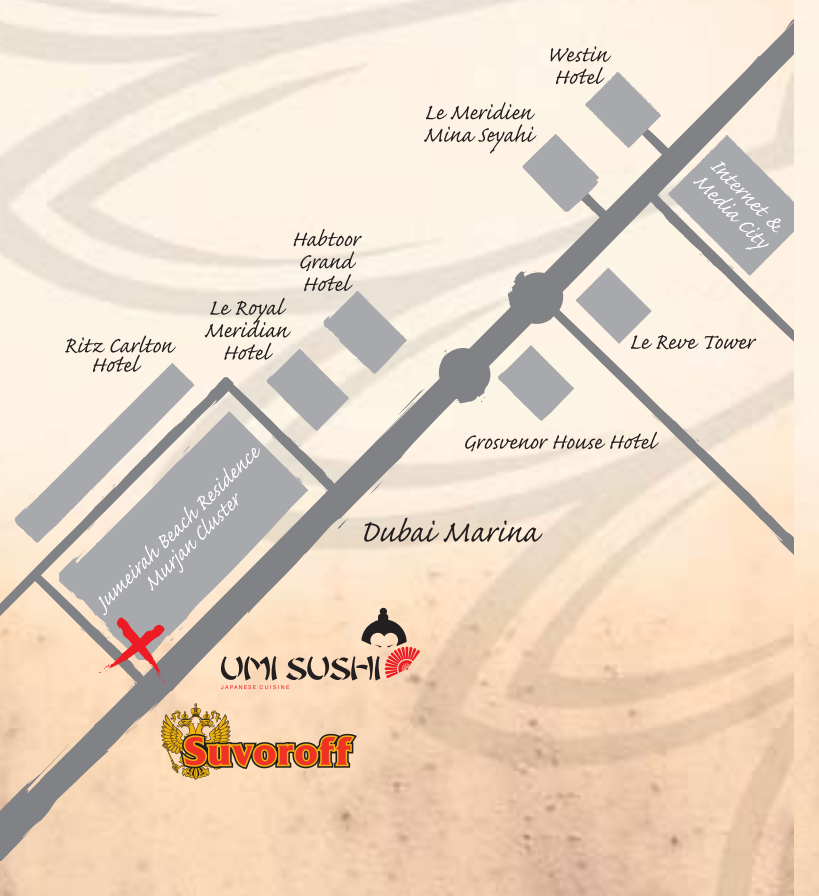 Westin
Hotel
Le Meridien
Mina Seyahi
Internet &
Media City
Habtoor
Grand
Hotel
Le Royal
Meridian
Hotel
Ritz Carlton
Hotel
Le Reve Tower
Grosvenor House Hotel
Jumeirah Beach Residence
Murjan Cluster
Dubai Marina
UMI SUSHI
JAPANESE CUISINE
Suvoroff